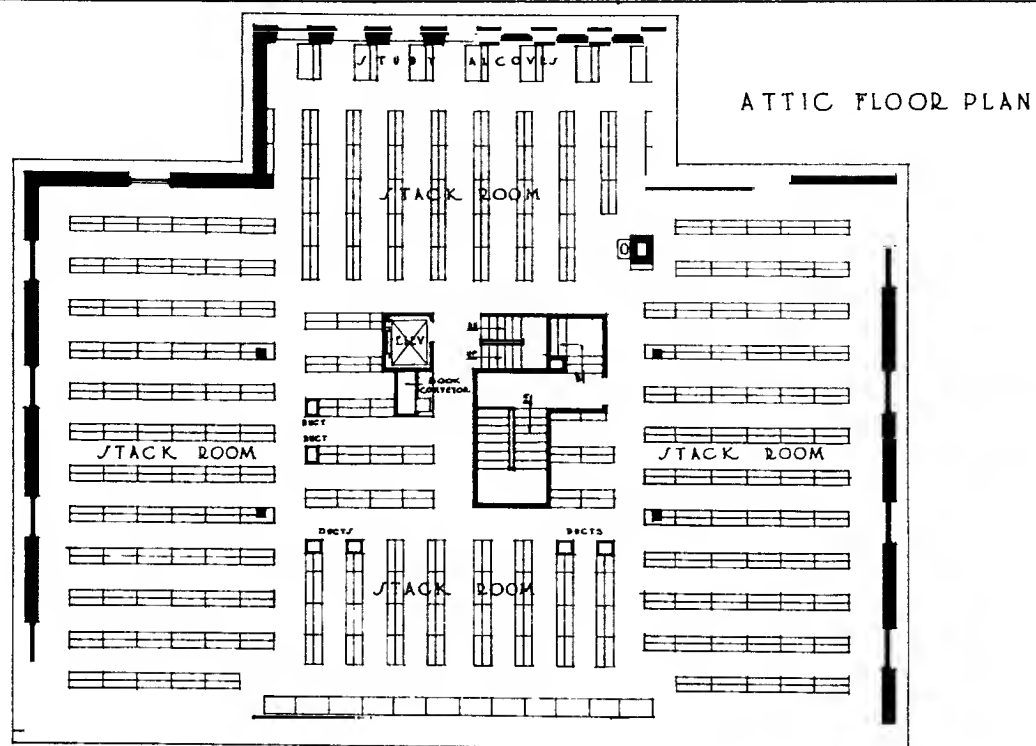 STUDY ALCOVES
ATTIC FLOOR PLAN
STACK ROOM
ELEV
BOOK
CONVEYOR
DUCT
DUCT
STACK ROOM
STACK ROOM
DUCTS
DUCTS
STACK ROOM